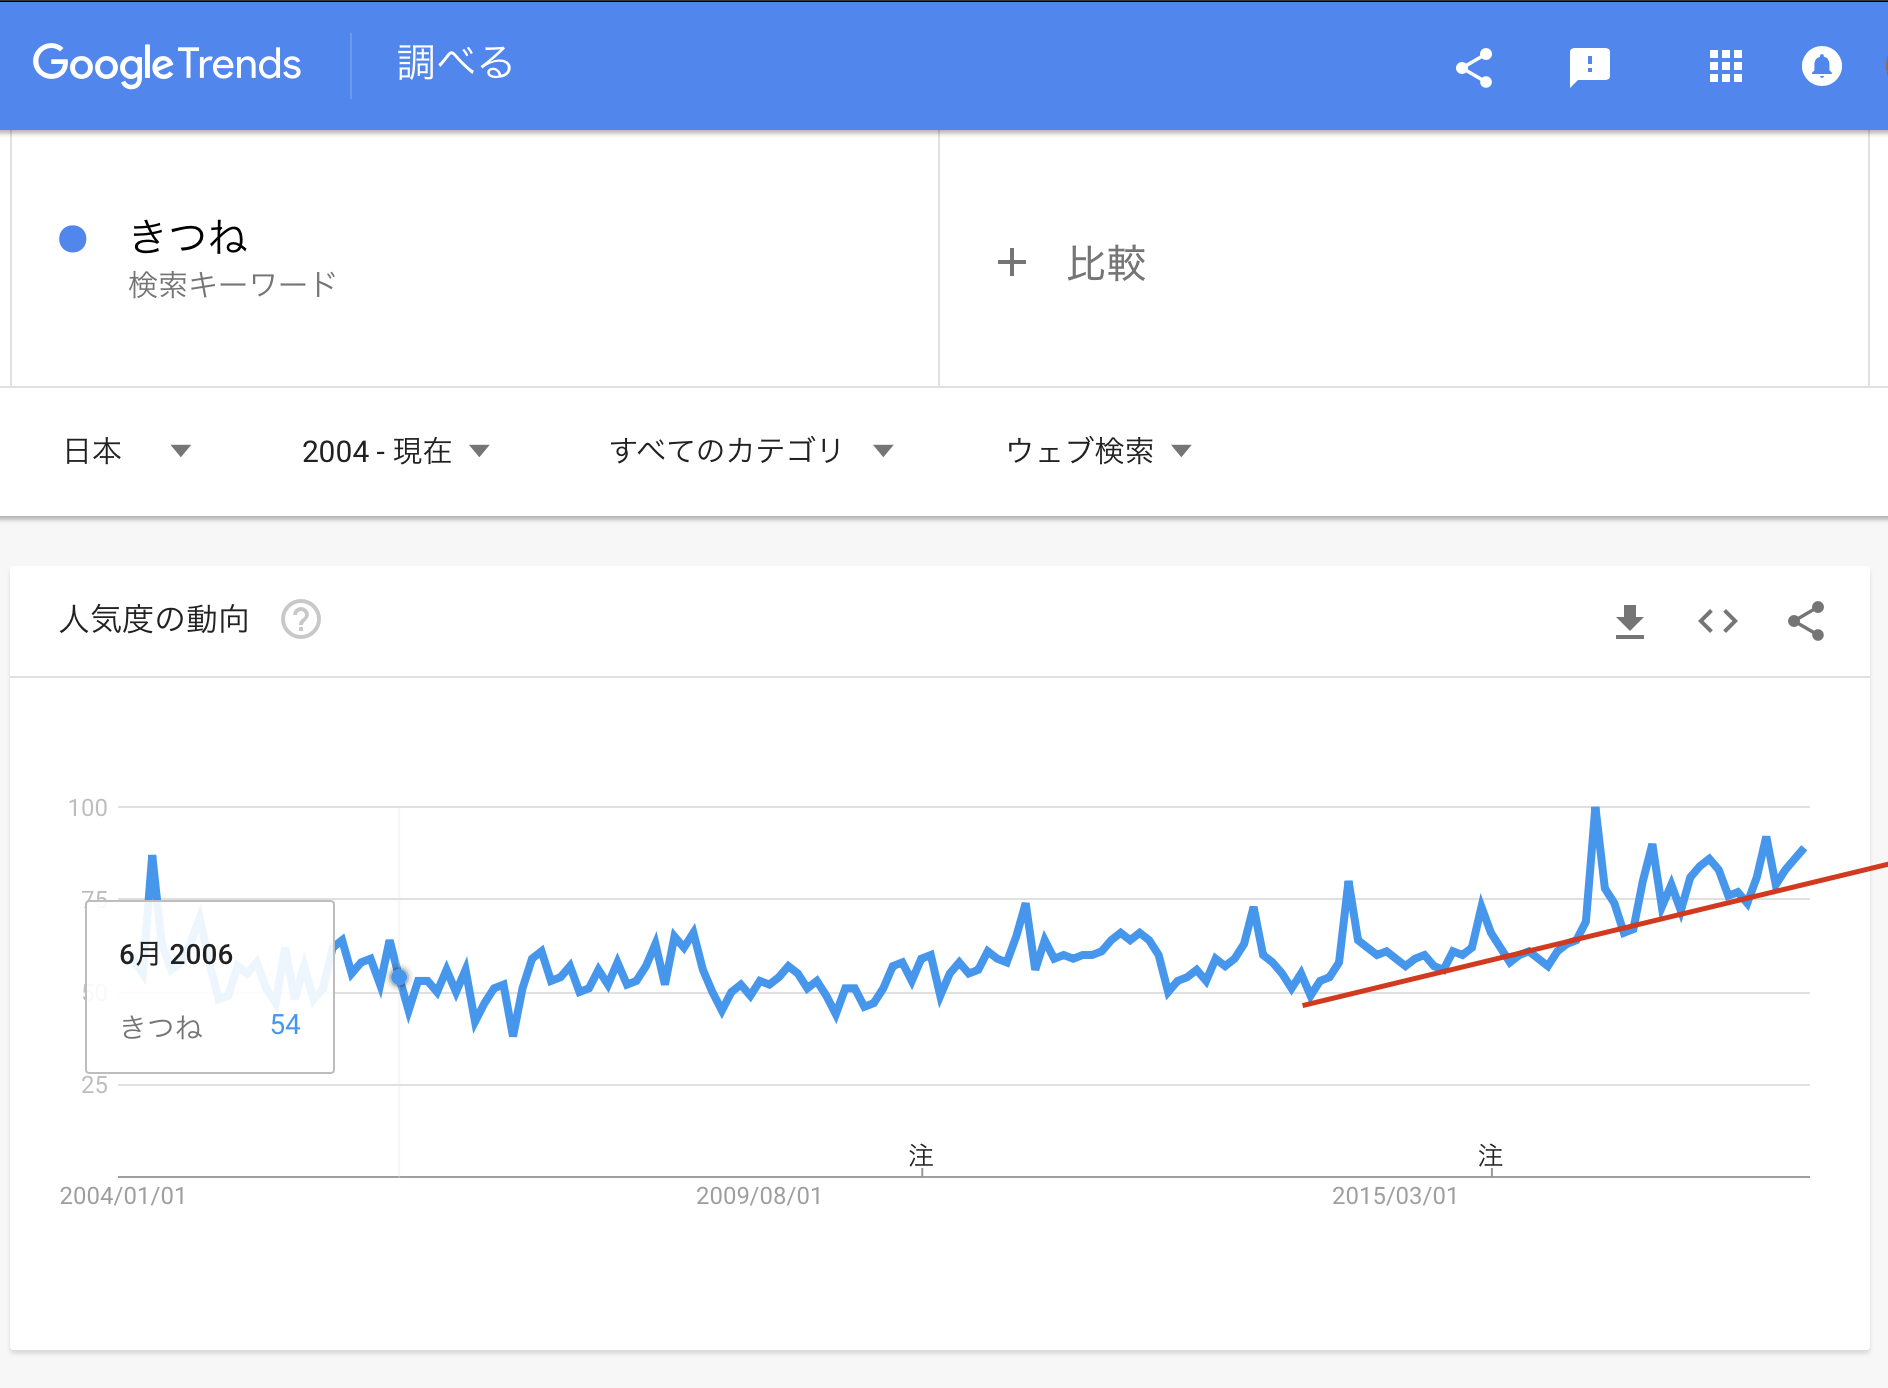 Google Trends 調べる
きつね
検索キーワード
+ 比較
日本 2004 - 現在 すべてのカテゴリ ウェブ検索
人気度の動向 ?
100
75
6月 2006
50
きつね 54
25
注 注
2004/01/01 2009/08/01 2015/03/01